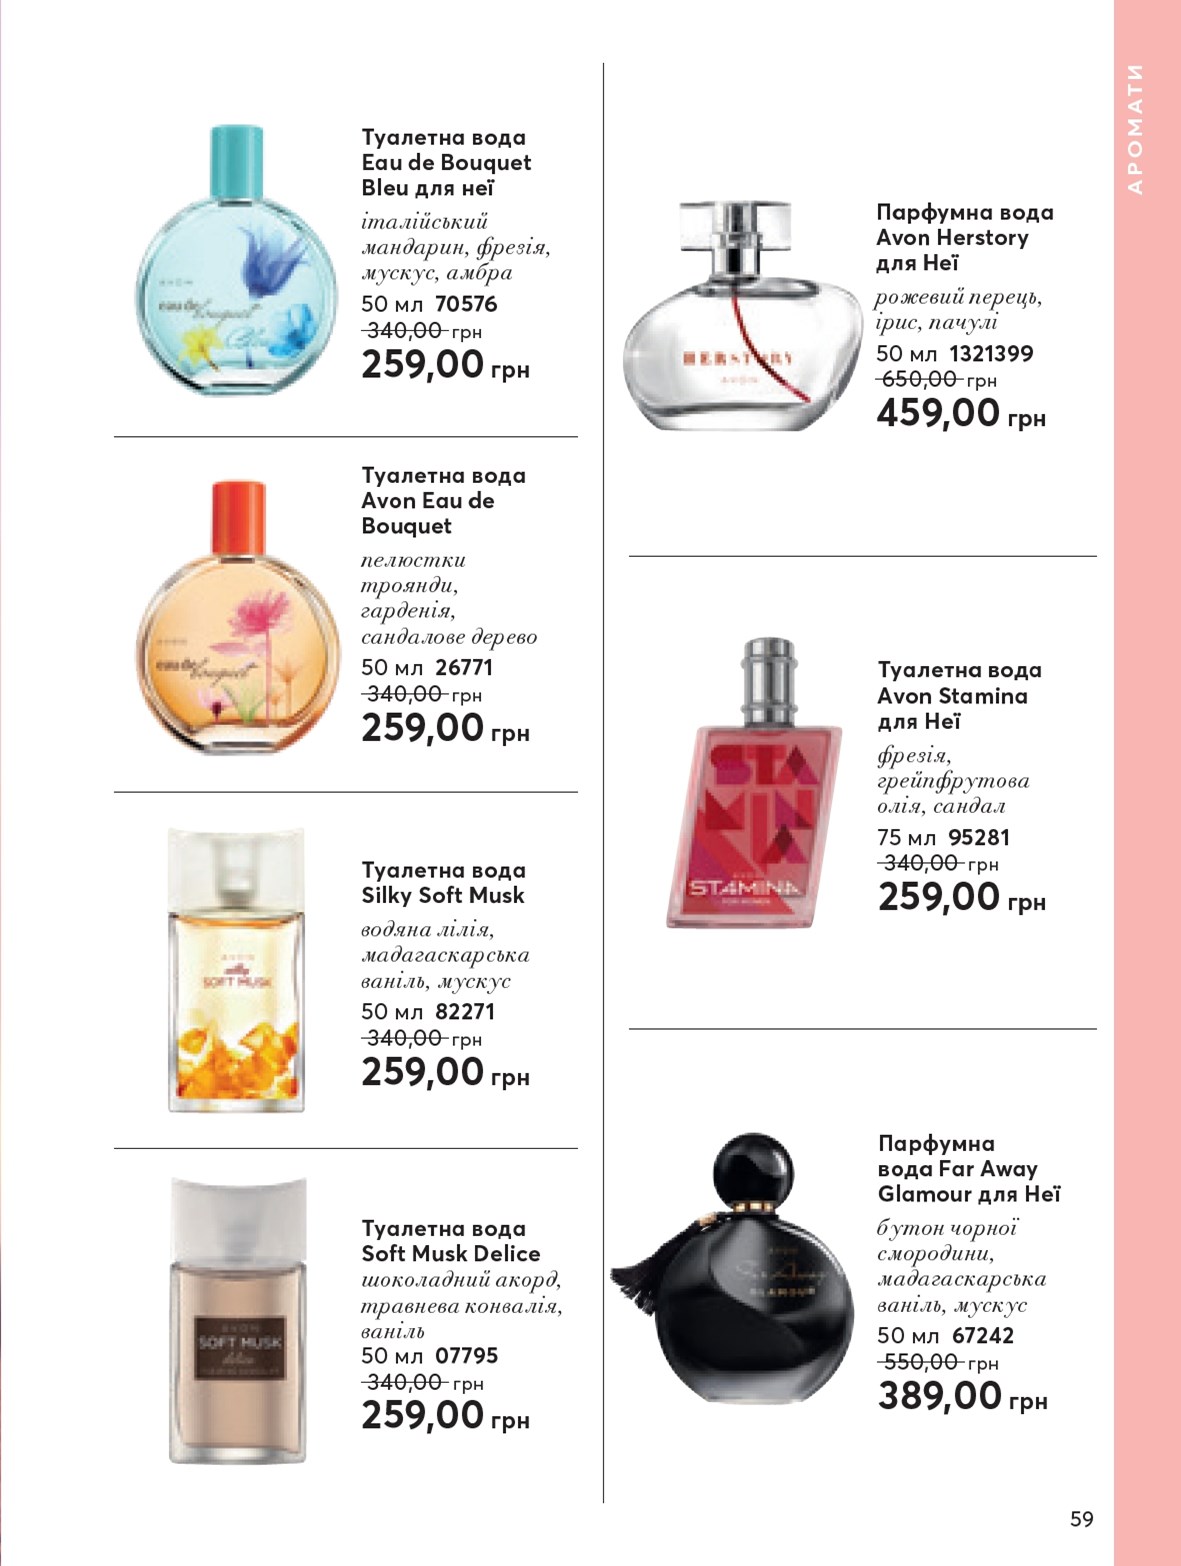 АРОМАТИ
Туалетна вода
Eau de Bouquet
Bleu для неї
італійський
мандарин, фрезія,
мускус, амбра
50 мл 70576
340,00 грн
259,00 грн
AVON
eau de bouquet
Bleu
Туалетна вода
Avon Eau de
Bouquet
пелюстки
троянди,
гарденія,
сандалове дерево
50 мл 26771
340,00 грн
259,00 грн
AVON
eau de bouquet
Туалетна вода
Silky Soft Musk
водяна лілія,
мадагаскарська
ваніль, мускус
50 мл 82271
340,00 грн
259,00 грн
AVON
silky
SOFT MUSK
Туалетна вода
Soft Musk Delice
шоколадний акорд,
травнева конвалія,
ваніль
50 мл 07795
340,00 грн
259,00 грн
AVON
SOFT MUSK
delice
Парфумна вода
Avon Herstory
для Неї
рожевий перець,
ірис, пачулі
50 мл 1321399
650,00 грн
459,00 грн
HERSTORY
AVON
Туалетна вода
Avon Stamina
для Неї
фрезія,
грейпфрутова
олія, сандал
75 мл 95281
340,00 грн
259,00 грн
STA
MIN
A
AVON
STAMINA
FOR WOMEN
Парфумна
вода Far Away
Glamour для Неї
бутон чорної
смородини,
мадагаскарська
ваніль, мускус
50 мл 67242
550,00 грн
389,00 грн
AVON
Far Away
GLAMOUR
59